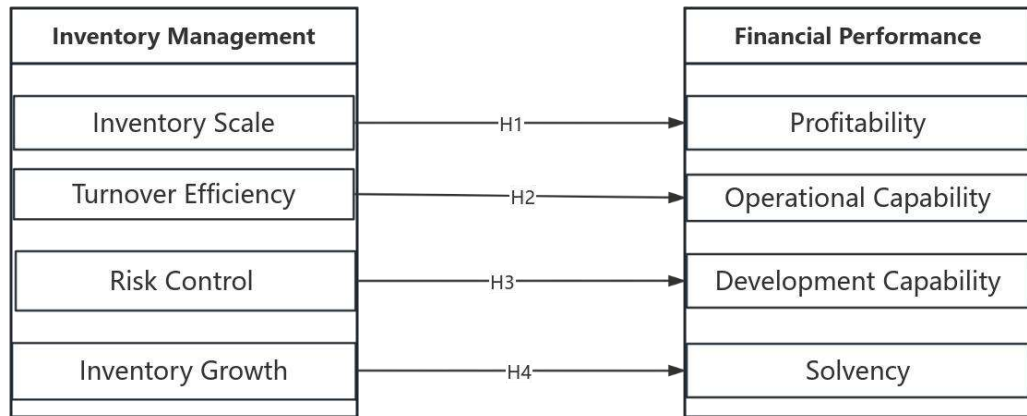 Inventory Management
Financial Performance
Inventory Scale
H1
Profitability
Turnover Efficiency
H2
Operational Capability
Risk Control
H3
Development Capability
Inventory Growth
H4
Solvency